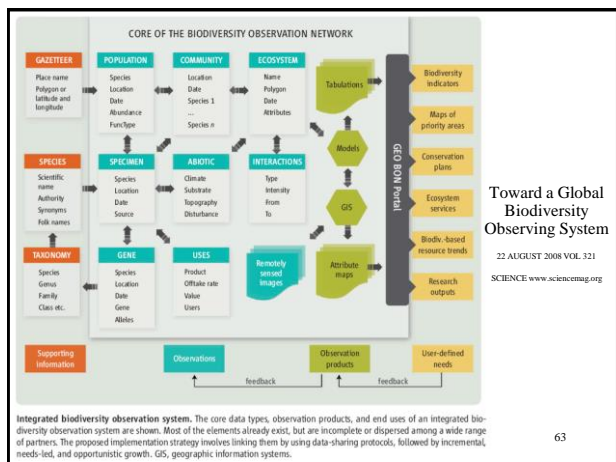 CORE OF THE BIODIVERSITY OBSERVATION NETWORK
GAZETTEER
Place name
Polygon or
latitude and
longitude
POPULATION
Species
Location
Date
Abundance
FuncType
COMMUNITY
Location
Date
Species 1
...
Species n
ECOSYSTEM
Name
Polygon
Date
Attributes
Tabulations
SPECIES
Scientific
name
Authority
Synonyms
Folk names
SPECIMEN
Species
Location
Date
Source
ABIOTIC
Climate
Substrate
Topography
Disturbance
INTERACTIONS
Type
Intensity
From
To
Models
GIS
TAXONOMY
Species
Genus
Family
Class etc.
GENE
Species
Location
Date
Gene
Alleles
USES
Product
Offtake rate
Value
Users
Remotely
sensed
images
Attribute
maps
GEO BON Portal
Biodiversity
indicators
Maps of
priority areas
Conservation
plans
Ecosystem
services
Biodiv.-based
resource trends
Research
outputs
Supporting
information
Observations
Observation
products
User-defined
needs
feedback
feedback
Integrated biodiversity observation system. The core data types, observation products, and end uses of an integrated bio-
diversity observation system are shown. Most of the elements already exist, but are incomplete or dispersed among a wide range
of partners. The proposed implementation strategy involves linking them by using data-sharing protocols, followed by incremental,
needs-led, and opportunistic growth. GIS, geographic information systems.
Toward a Global
Biodiversity
Observing System
22 AUGUST 2008 VOL 321
SCIENCE www.sciencemag.org
63